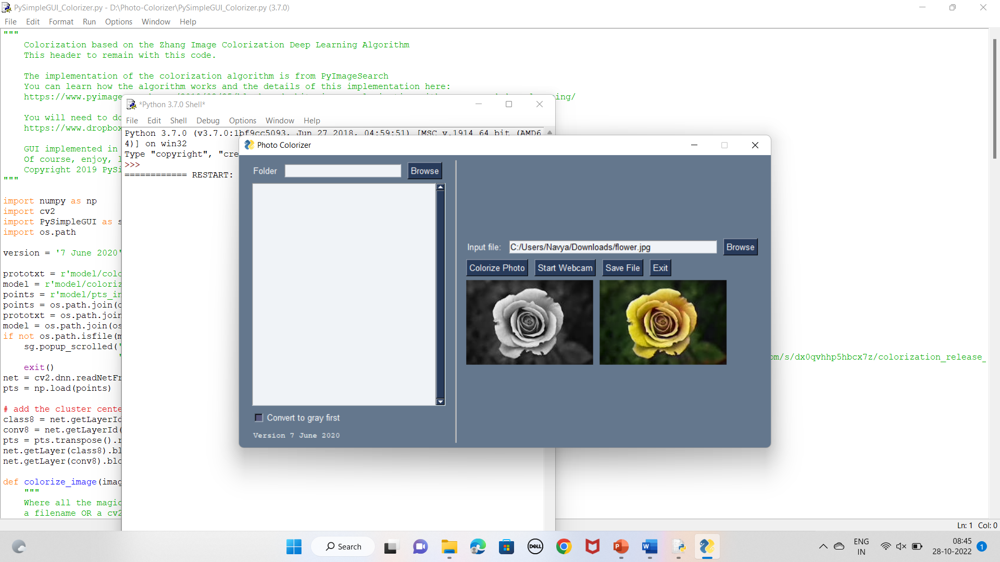 PySimpleGUI_Colorizer.py - D:\Photo-Colorizer\PySimpleGUI_Colorizer.py (3.7.0)
File Edit Format Run Options Window Help
"""
Colorization based on the Zhang Image Colorization Deep Learning Algorithm
This header to remain with this code.
The implementation of the colorization algorithm is from PyImageSearch
You can learn how the algorithm works and the details of this implementation here:
https://www.pyimage
ing/
You will need to do
https://www.dropbox
GUI implemented in
Of course, enjoy, l
Copyright 2019 PySi
"""
import numpy as np
import cv2
import PySimpleGUI as s
import os.path
version = '7 June 2020'
prototxt = r'model/colo
model = r'model/coloriz
points = r'model/pts_in
points = os.path.join(o
prototxt = os.path.join
model = os.path.join(os
if not os.path.isfile(m
sg.popup_scrolled('
om/s/dx0qvhhp5hbcx7z/colorization_release_
exit()
net = cv2.dnn.readNetFr
pts = np.load(points)
# add the cluster cente
class8 = net.getLayerId
conv8 = net.getLayerId(
pts = pts.transpose().r
net.getLayer(class8).bl
net.getLayer(conv8).blo
def colorize_image(imag
"""
Where all the magic
a filename OR a cv2
Ln: 1 Col: 0
*Python 3.7.0 Shell*
File Edit Shell Debug Options Window Help
Python 3.7.0 (v3.7.0:1bf9cc5093, Jun 27 2018, 04:59:51) [MSC v.1914 64 bit (AMD6
4)] on win32
Type "copyright", "cre
>>>
============ RESTART:
Photo Colorizer
Folder Browse
Input file: C:/Users/Navya/Downloads/flower.jpg Browse
Colorize Photo Start Webcam Save File Exit
Convert to gray first
Version 7 June 2020
Search
DELL
P
W
ENG
IN
08:45
28-10-2022
1